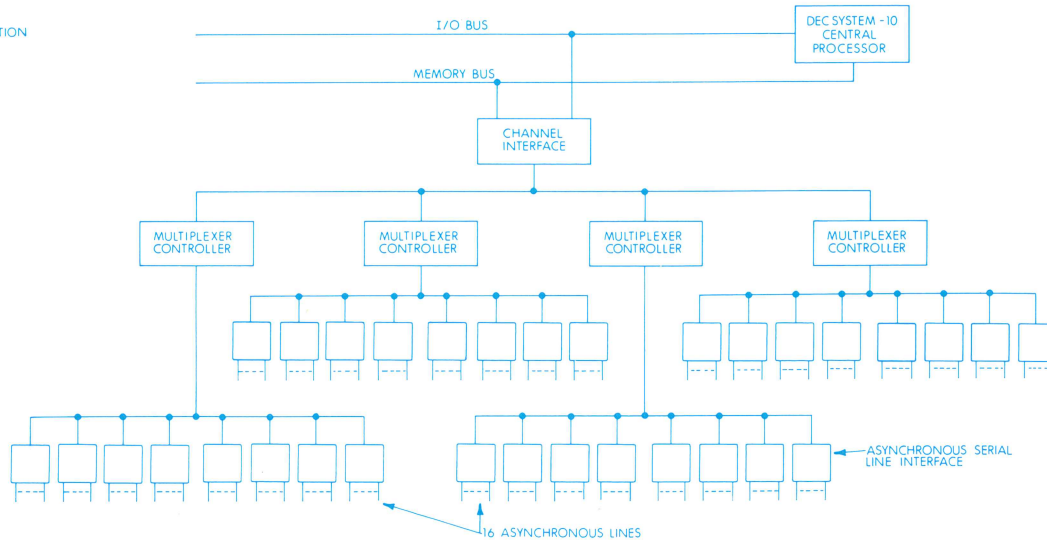 TION
I/O BUS
DEC SYSTEM -10
CENTRAL
PROCESSOR
MEMORY BUS
CHANNEL
INTERFACE
MULTIPLEXER
CONTROLLER
MULTIPLEXER
CONTROLLER
MULTIPLEXER
CONTROLLER
MULTIPLEXER
CONTROLLER
ASYNCHRONOUS SERIAL
LINE INTERFACE
16 ASYNCHRONOUS LINES